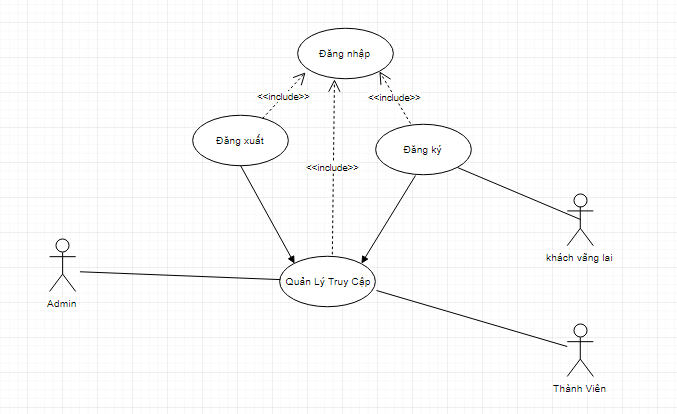 Đăng nhập
<<include>>
<<include>>
Đăng xuất
Đăng ký
<<include>>
khách vãng lai
Quản Lý Truy Cập
Admin
Thành Viên